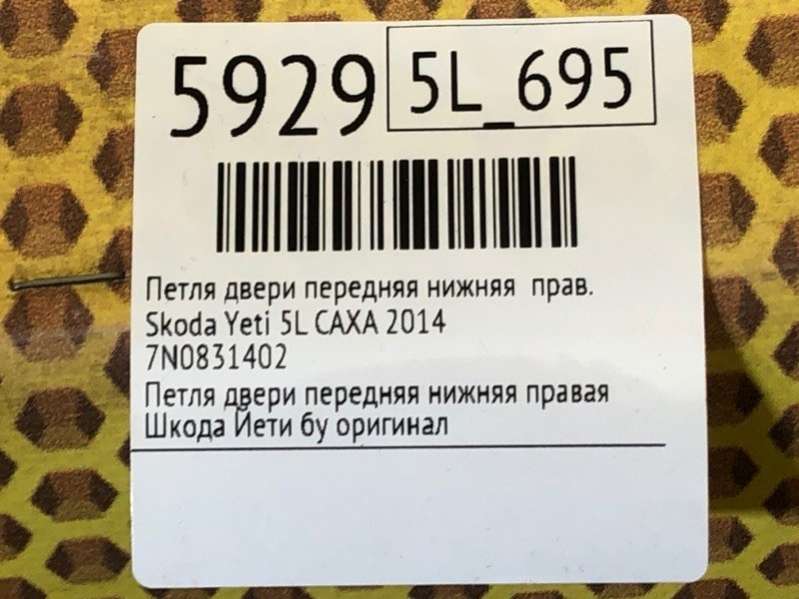 5929 5L_695
Петля двери передняя нижняя прав.
Skoda Yeti 5L CAXA 2014
7N0831402
Петля двери передняя нижняя правая
Шкода Йети бу оригинал